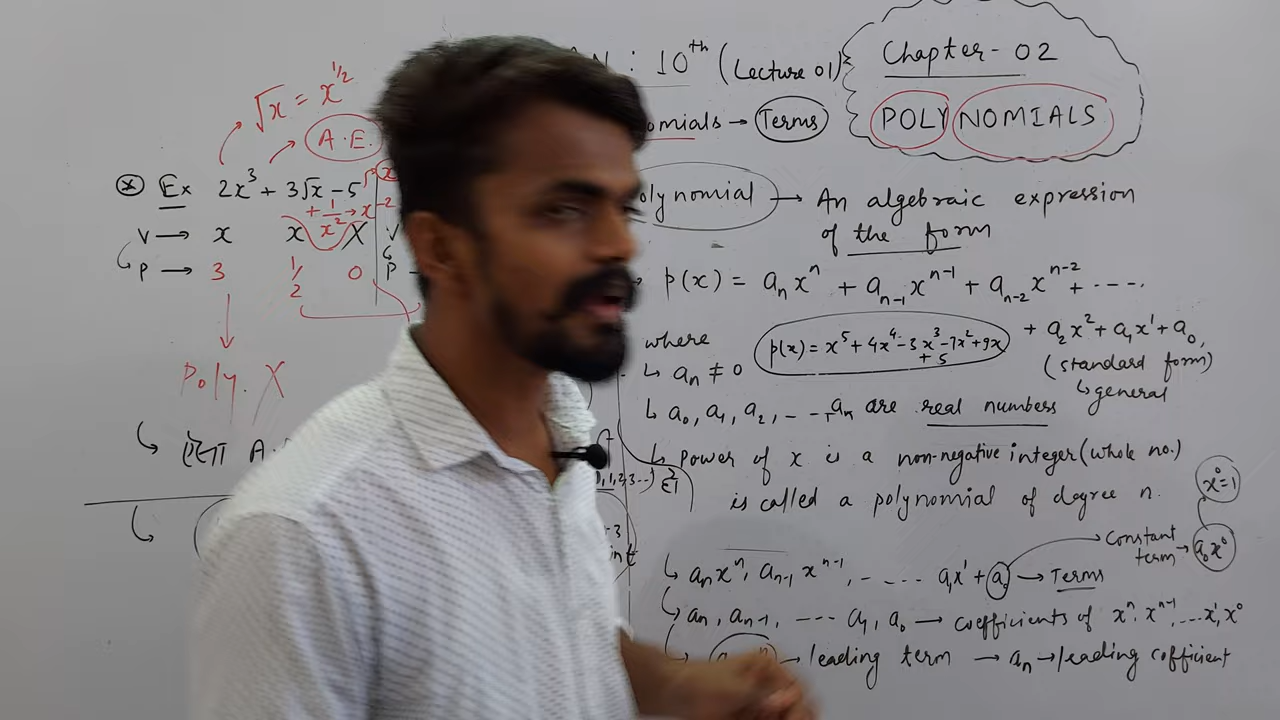 : 10ᵗʰ (Lecture 01)
Chapter - 02
POLYNOMIALS
omials → Terms
√x = x^1/2
A.E.
Ex 2x³ + 3√x - 5
+ 1/x² → x⁻²
V → x x X
P → 3 1/2 0
Poly. X
olynomial → An algebraic expression
of the form
p(x) = aₙxⁿ + aₙ₋₁xⁿ⁻¹ + aₙ₋₂xⁿ⁻² + ----.
+ a₂x² + a₁x¹ + a₀,
(standard form)
↳ general
where
p(x) = x⁵ + 4x⁴ - 3x³ - 7x² + 9x
+ 5
↳ aₙ ≠ 0
↳ a₀, a₁, a₂, - - , aₙ are real numbers
↳ power of x is a non-negative integer (whole no.)
is called a polynomial of degree n.
x⁰=1
Constant
term → a₀x⁰
↳ aₙxⁿ, aₙ₋₁xⁿ⁻¹, - ---- a₁x¹ + a₀ → Terms
↳ aₙ, aₙ₋₁, ---- a₁, a₀ → coefficients of xⁿ, xⁿ⁻¹, ....x¹, x⁰
→ leading term → aₙ → leading cofficient